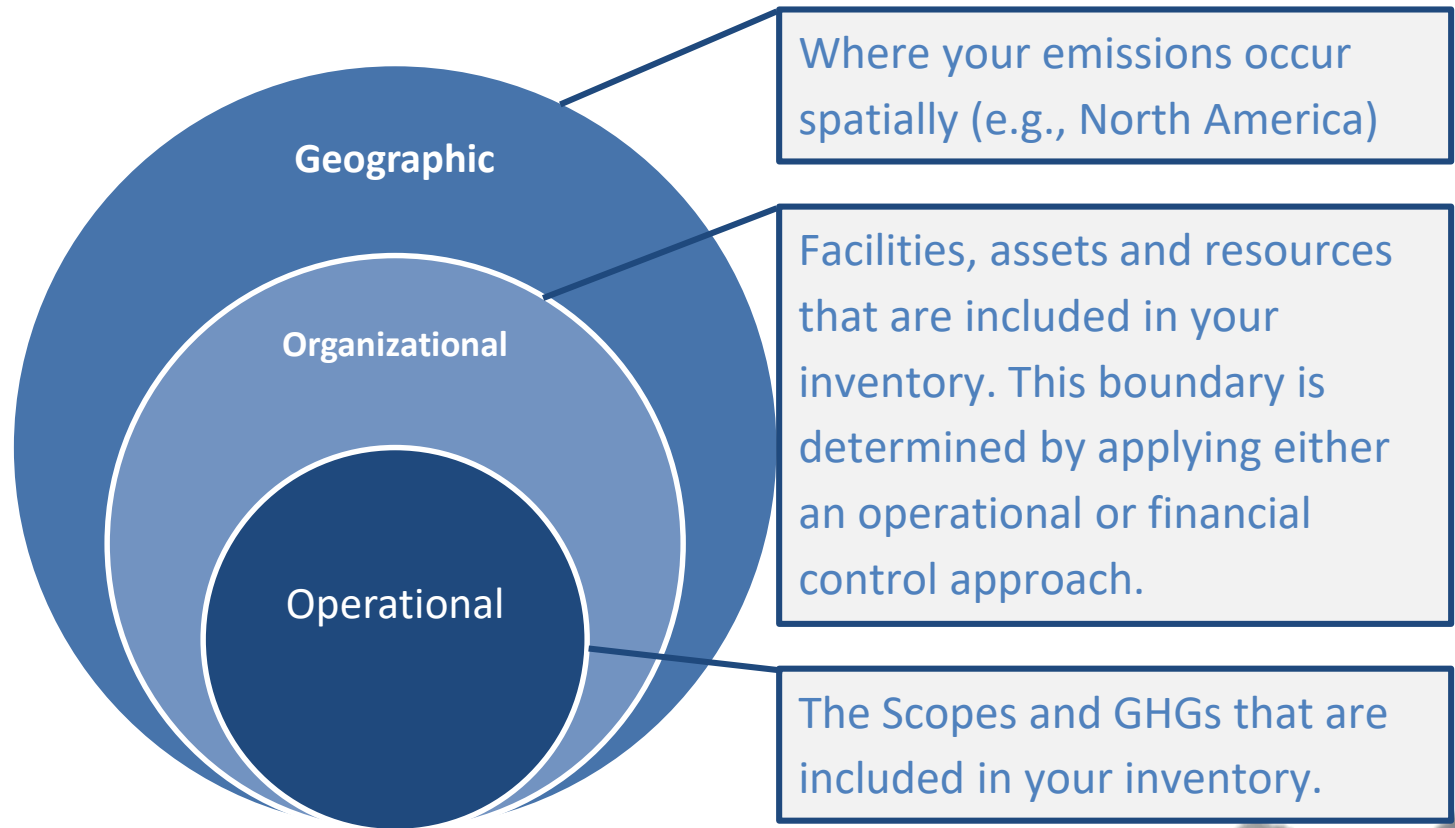 Geographic
Where your emissions occur
spatially (e.g., North America)
Organizational
Facilities, assets and resources
that are included in your
inventory. This boundary is
determined by applying either
an operational or financial
control approach.
Operational
The Scopes and GHGs that are
included in your inventory.